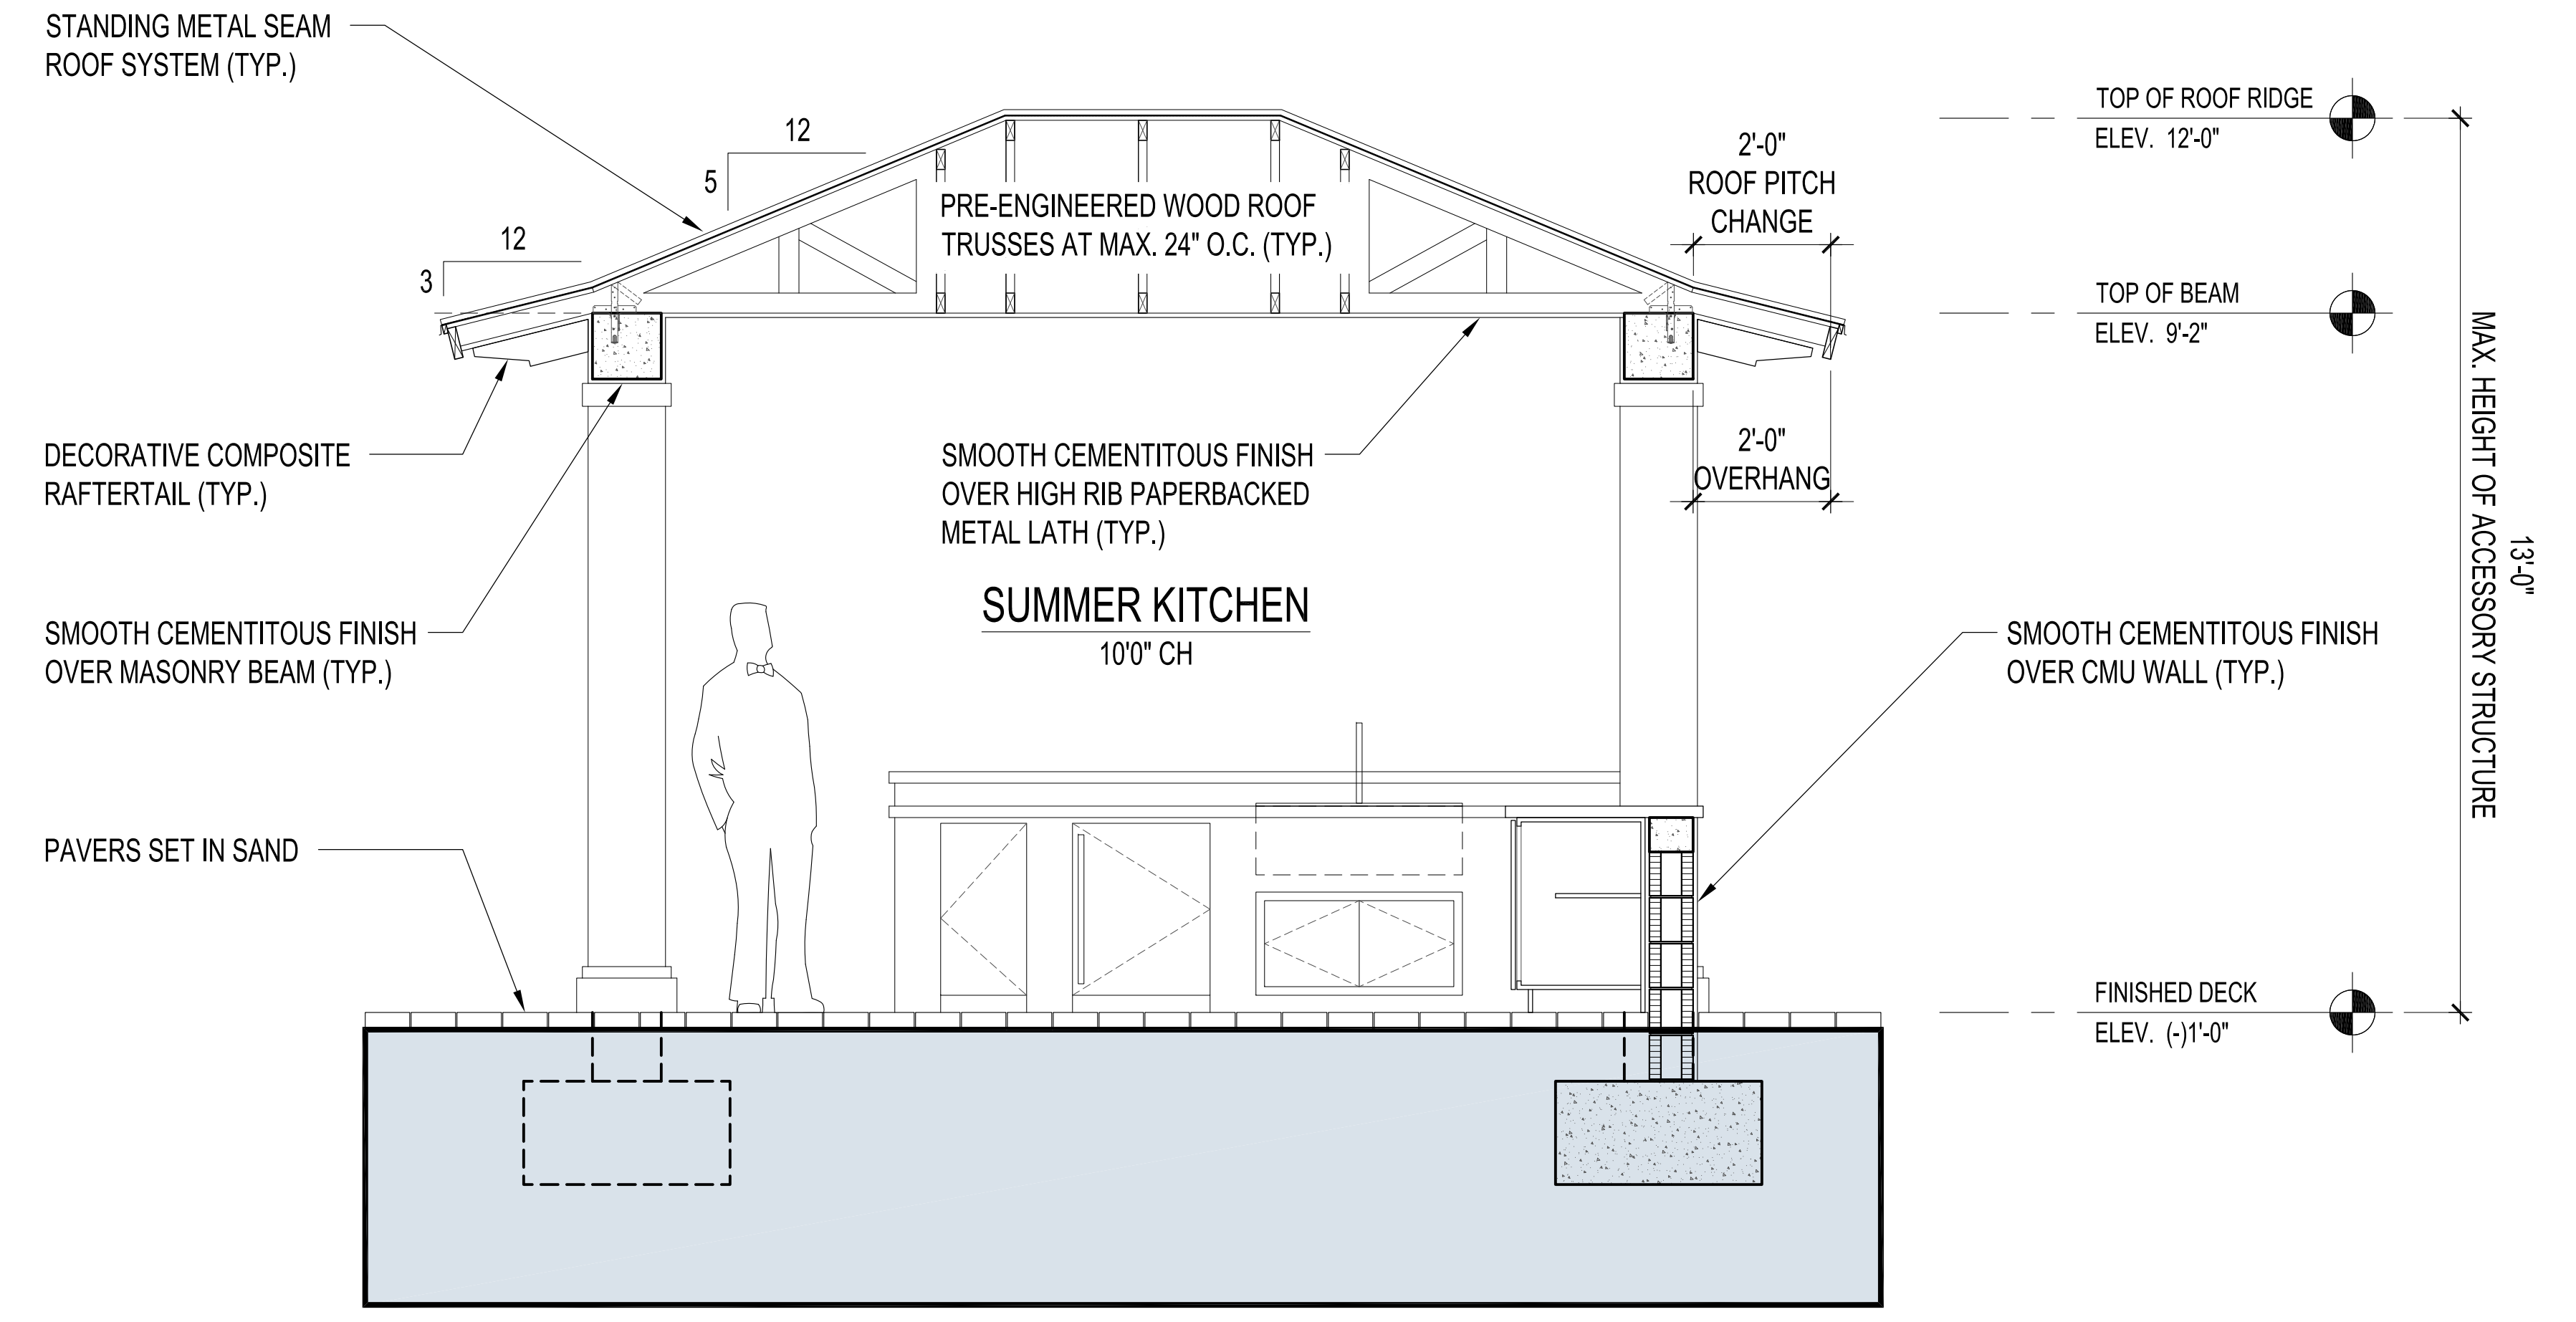 STANDING METAL SEAM
ROOF SYSTEM (TYP.)
12
5
12
3
PRE-ENGINEERED WOOD ROOF
TRUSSES AT MAX. 24" O.C. (TYP.)
2'-0"
ROOF PITCH
CHANGE
TOP OF ROOF RIDGE
ELEV. 12'-0"
TOP OF BEAM
ELEV. 9'-2"
DECORATIVE COMPOSITE
RAFTERTAIL (TYP.)
SMOOTH CEMENTITOUS FINISH
OVER HIGH RIB PAPERBACKED
METAL LATH (TYP.)
2'-0"
OVERHANG
13'-0"
MAX. HEIGHT OF ACCESSORY STRUCTURE
SUMMER KITCHEN
10'0" CH
SMOOTH CEMENTITOUS FINISH
OVER MASONRY BEAM (TYP.)
SMOOTH CEMENTITOUS FINISH
OVER CMU WALL (TYP.)
PAVERS SET IN SAND
FINISHED DECK
ELEV. (-)1'-0"